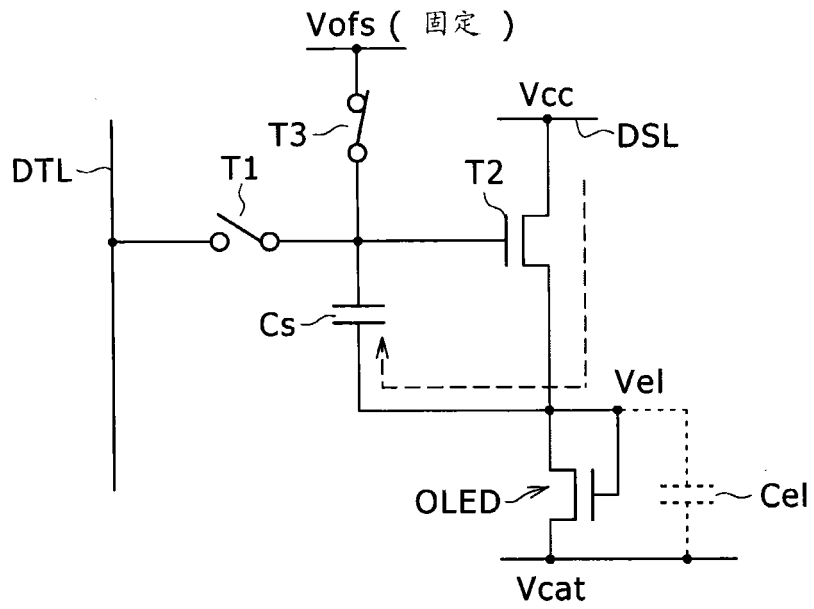 Vofs ( 固定 )
Vcc
T3
DSL
DTL
T1
T2
Cs
Vel
OLED
Cel
Vcat